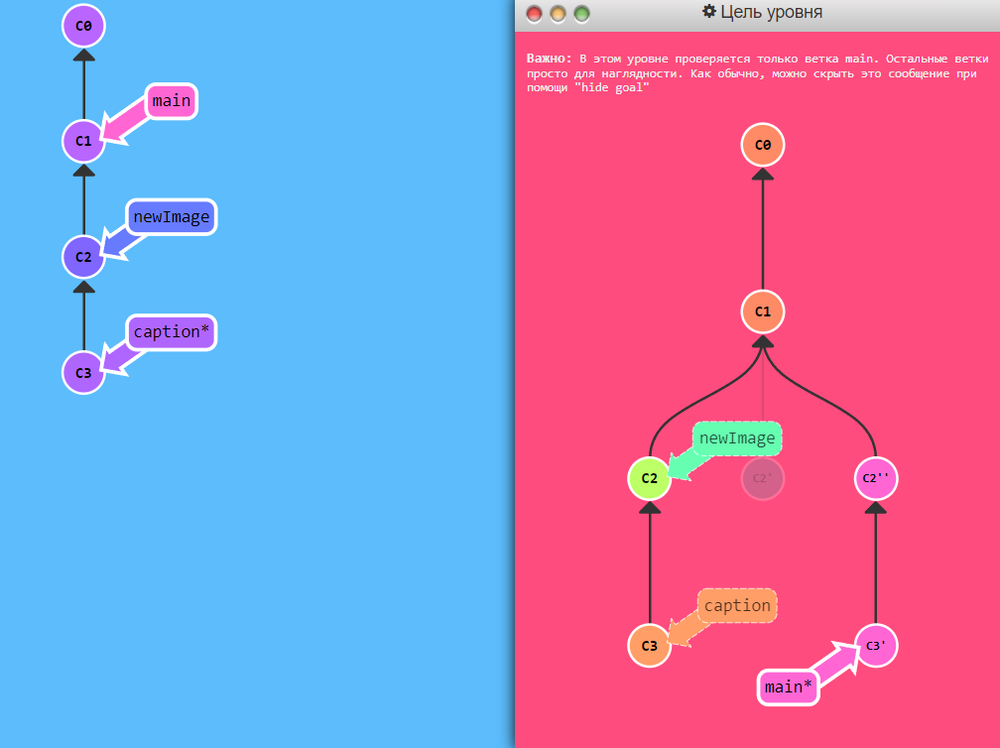 C0
main
C1
newImage
C2
caption*
C3
Цель уровня
Важно: В этом уровне проверяется только ветка main. Остальные ветки
просто для наглядности. Как обычно, можно скрыть это сообщение при
помощи "hide goal"
C0
C1
newImage
C2
C2'
C2''
caption
C3
C3'
main*